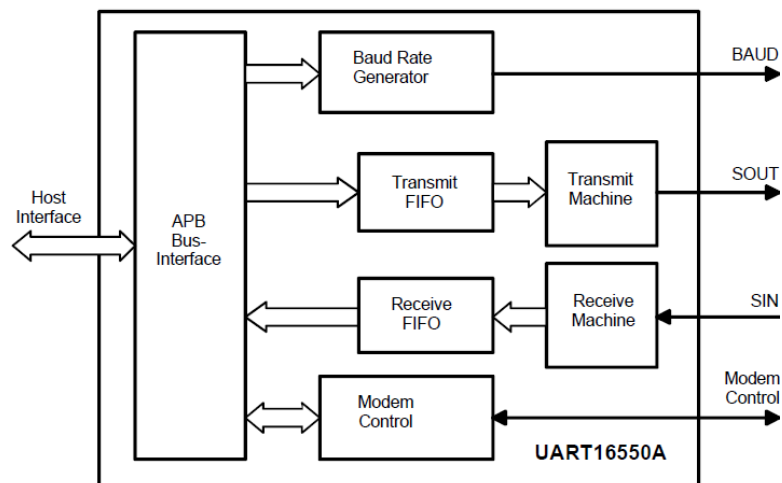 Baud Rate
Generator
BAUD
Transmit
FIFO
Transmit
Machine
SOUT
Host
Interface
APB
Bus-
Interface
Receive
FIFO
Receive
Machine
SIN
Modem
Control
Modem
Control
UART16550A